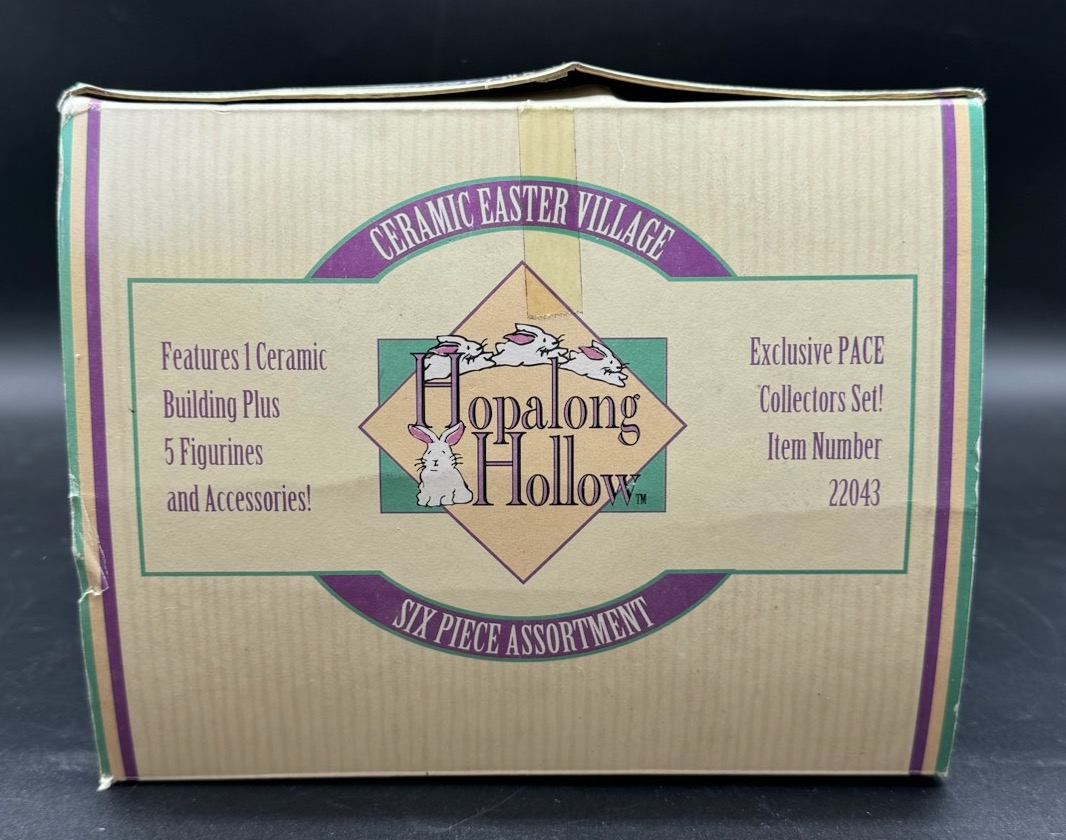 CERAMIC EASTER VILLAGE
Features 1 Ceramic
Building Plus
5 Figurines
and Accessories!
Hopalong
Hollow™
Exclusive PACE
Collectors Set!
Item Number
22043
SIX PIECE ASSORTMENT